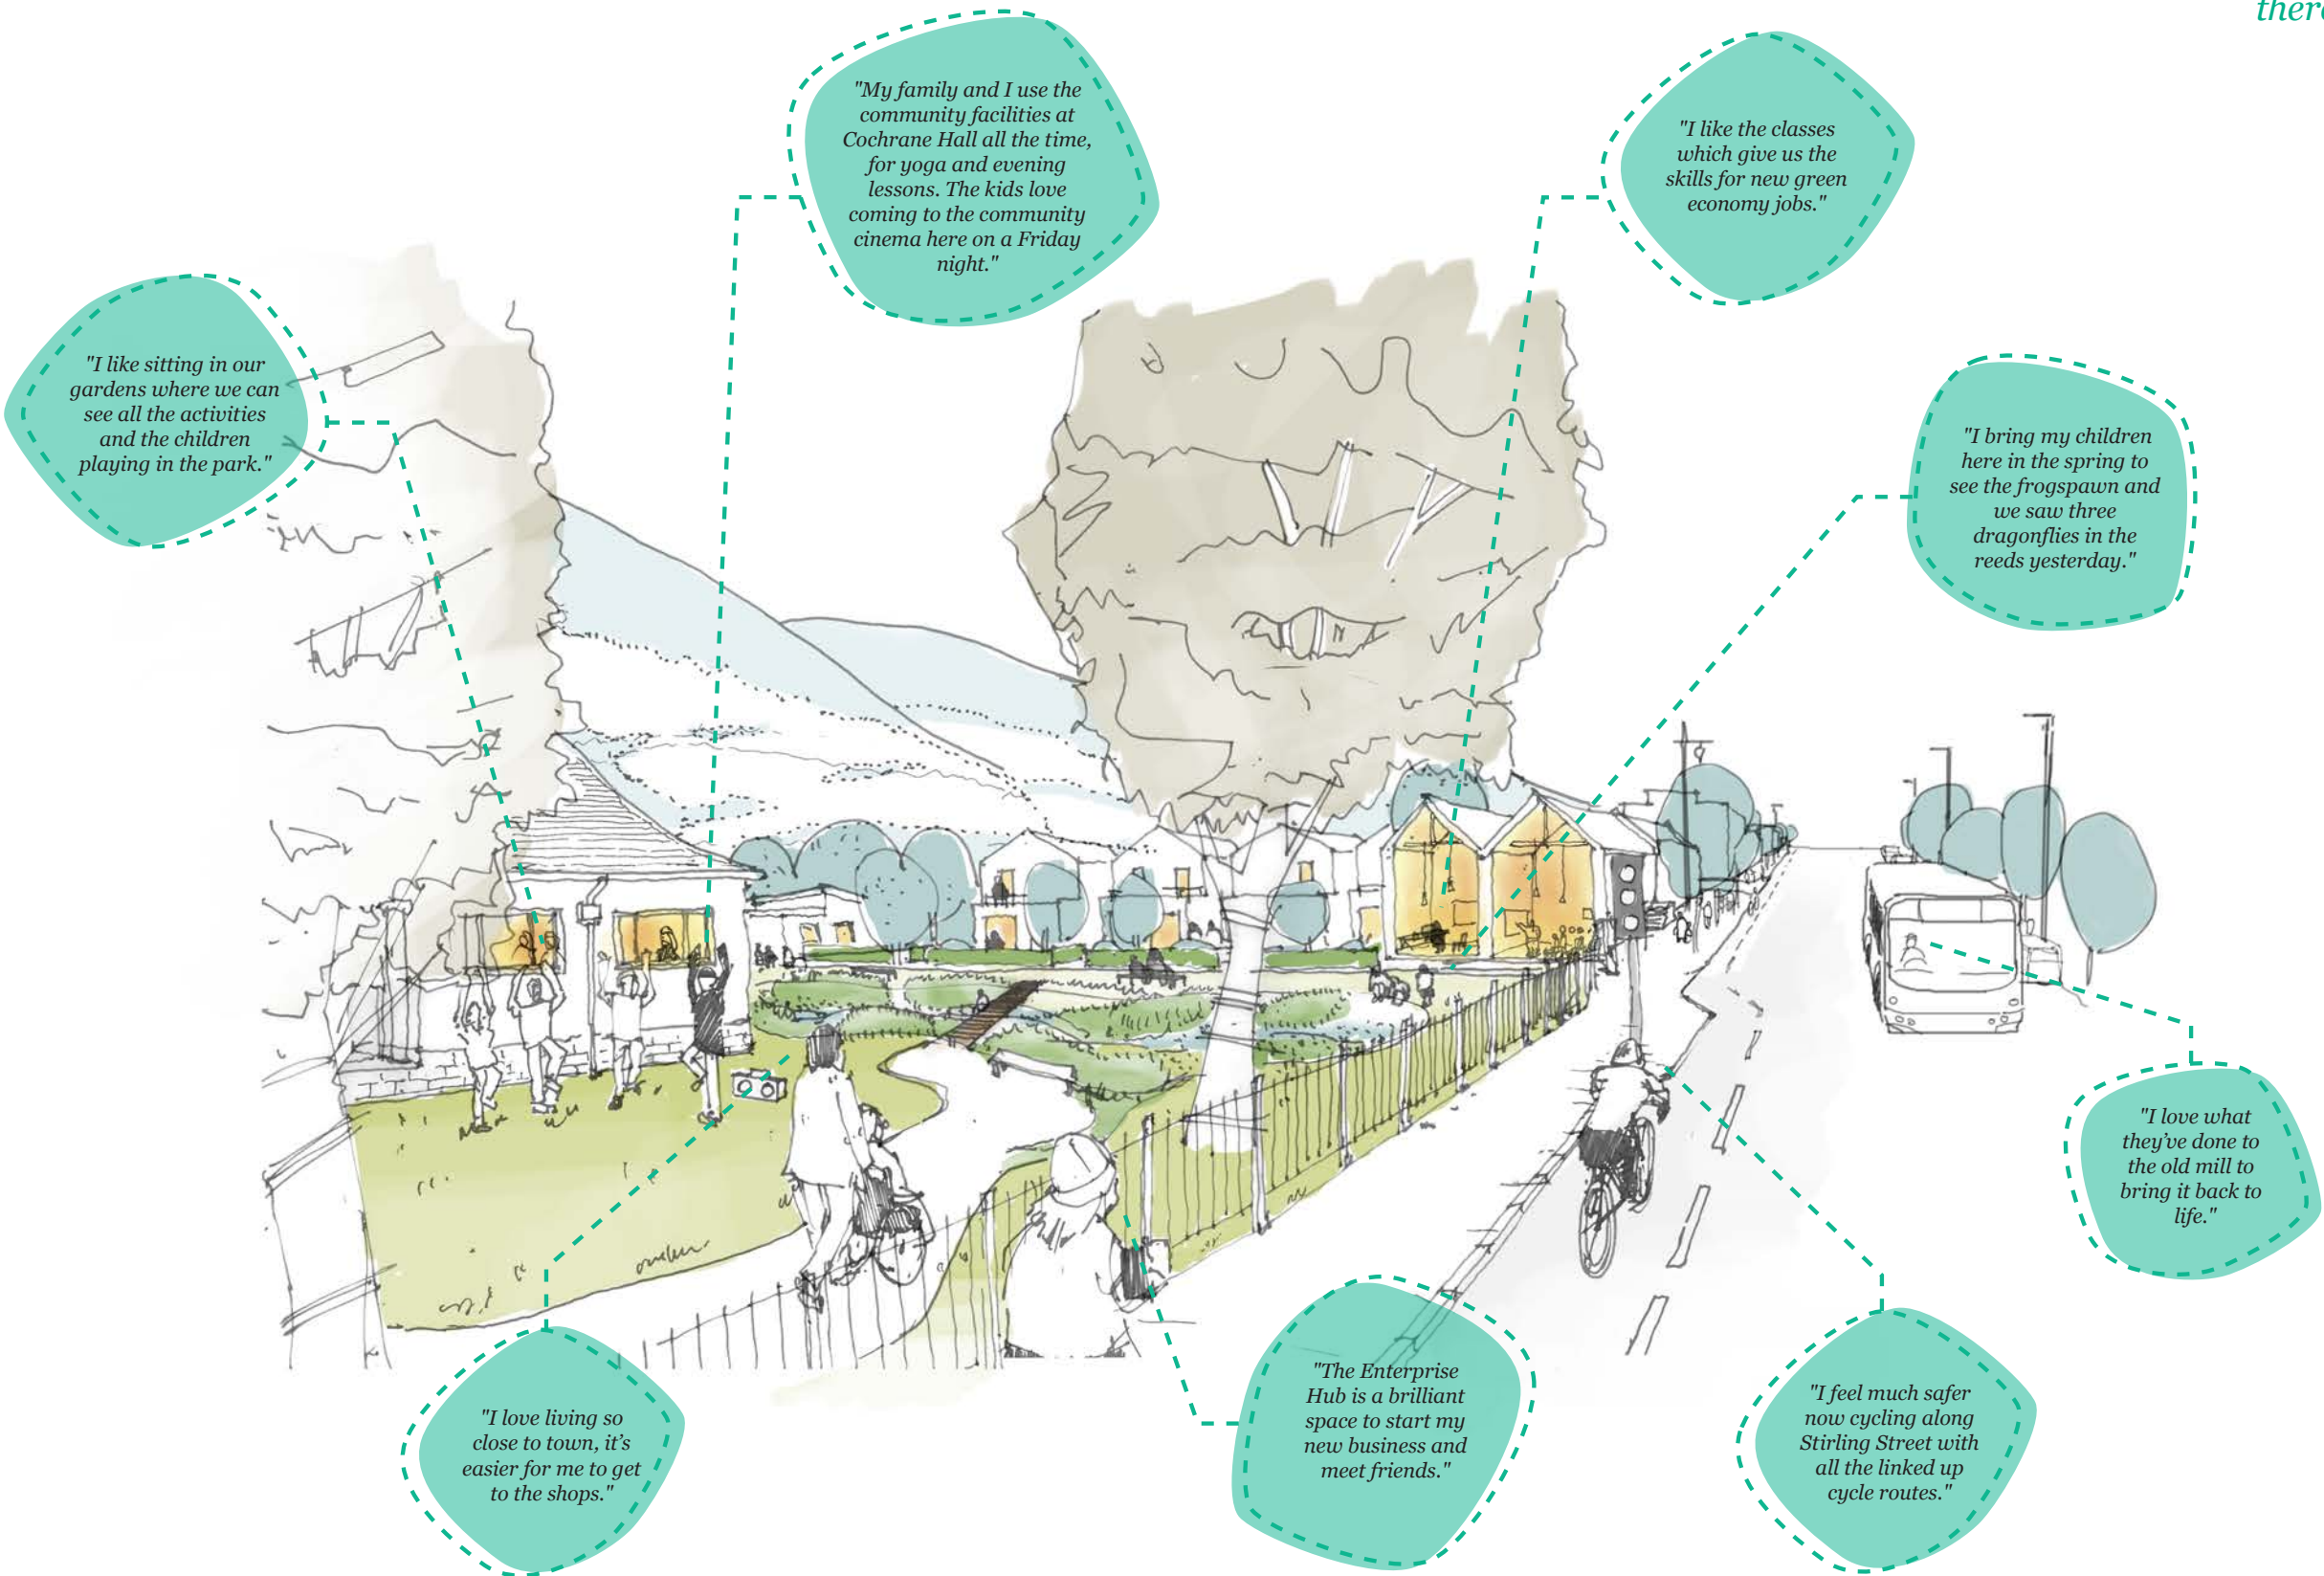 "My family and I use the
community facilities at
Cochrane Hall all the time,
for yoga and evening
lessons. The kids love
coming to the community
cinema here on a Friday
night."
"I like the classes
which give us the
skills for new green
economy jobs."
"I like sitting in our
gardens where we can
see all the activities
and the children
playing in the park."
"I bring my children
here in the spring to
see the frogspawn and
we saw three
dragonflies in the
reeds yesterday."
"I love what
they've done to
the old mill to
bring it back to
life."
"The Enterprise
Hub is a brilliant
space to start my
new business and
meet friends."
"I feel much safer
now cycling along
Stirling Street with
all the linked up
cycle routes."
"I love living so
close to town, it's
easier for me to get
to the shops."